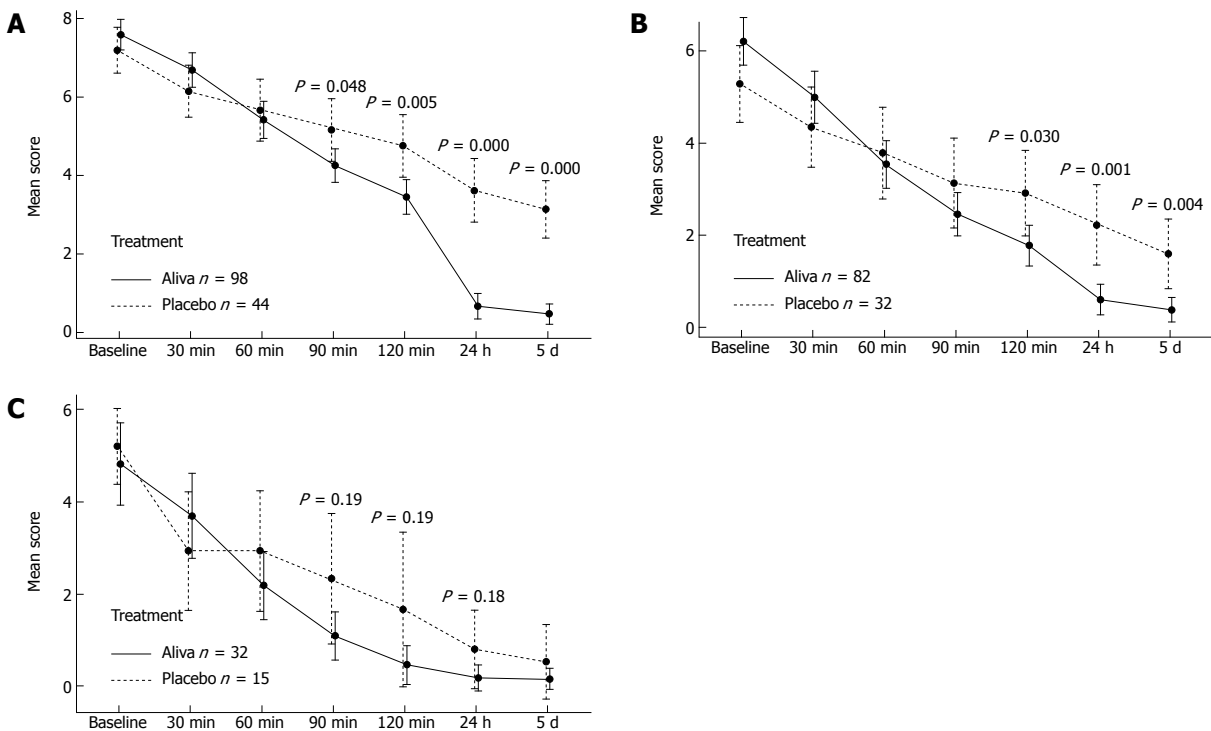 A
Mean score
8
6
4
2
0
P = 0.048
P = 0.005
P = 0.000
P = 0.000
Treatment
Aliva n = 98
Placebo n = 44
Baseline 30 min 60 min 90 min 120 min 24 h 5 d
B
Mean score
6
4
2
0
P = 0.030
P = 0.001
P = 0.004
Treatment
Aliva n = 82
Placebo n = 32
Baseline 30 min 60 min 90 min 120 min 24 h 5 d
C
Mean score
6
4
2
0
P = 0.19
P = 0.19
P = 0.18
Treatment
Aliva n = 32
Placebo n = 15
Baseline 30 min 60 min 90 min 120 min 24 h 5 d